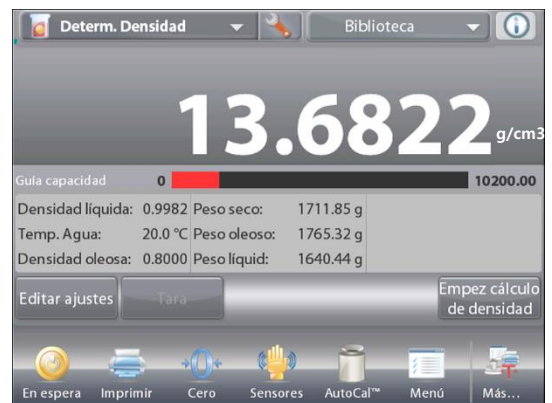 Determ. Densidad
Biblioteca
13.6822 g/cm3
Guía capacidad 0 10200.00
Densidad líquida: 0.9982 Peso seco: 1711.85 g
Temp. Agua: 20.0 °C Peso oleoso: 1765.32 g
Densidad oleosa: 0.8000 Peso líquid: 1640.44 g
Editar ajustes Tara Empez cálculo
de densidad
En espera Imprimir Cero Sensores AutoCal™ Menú Más...